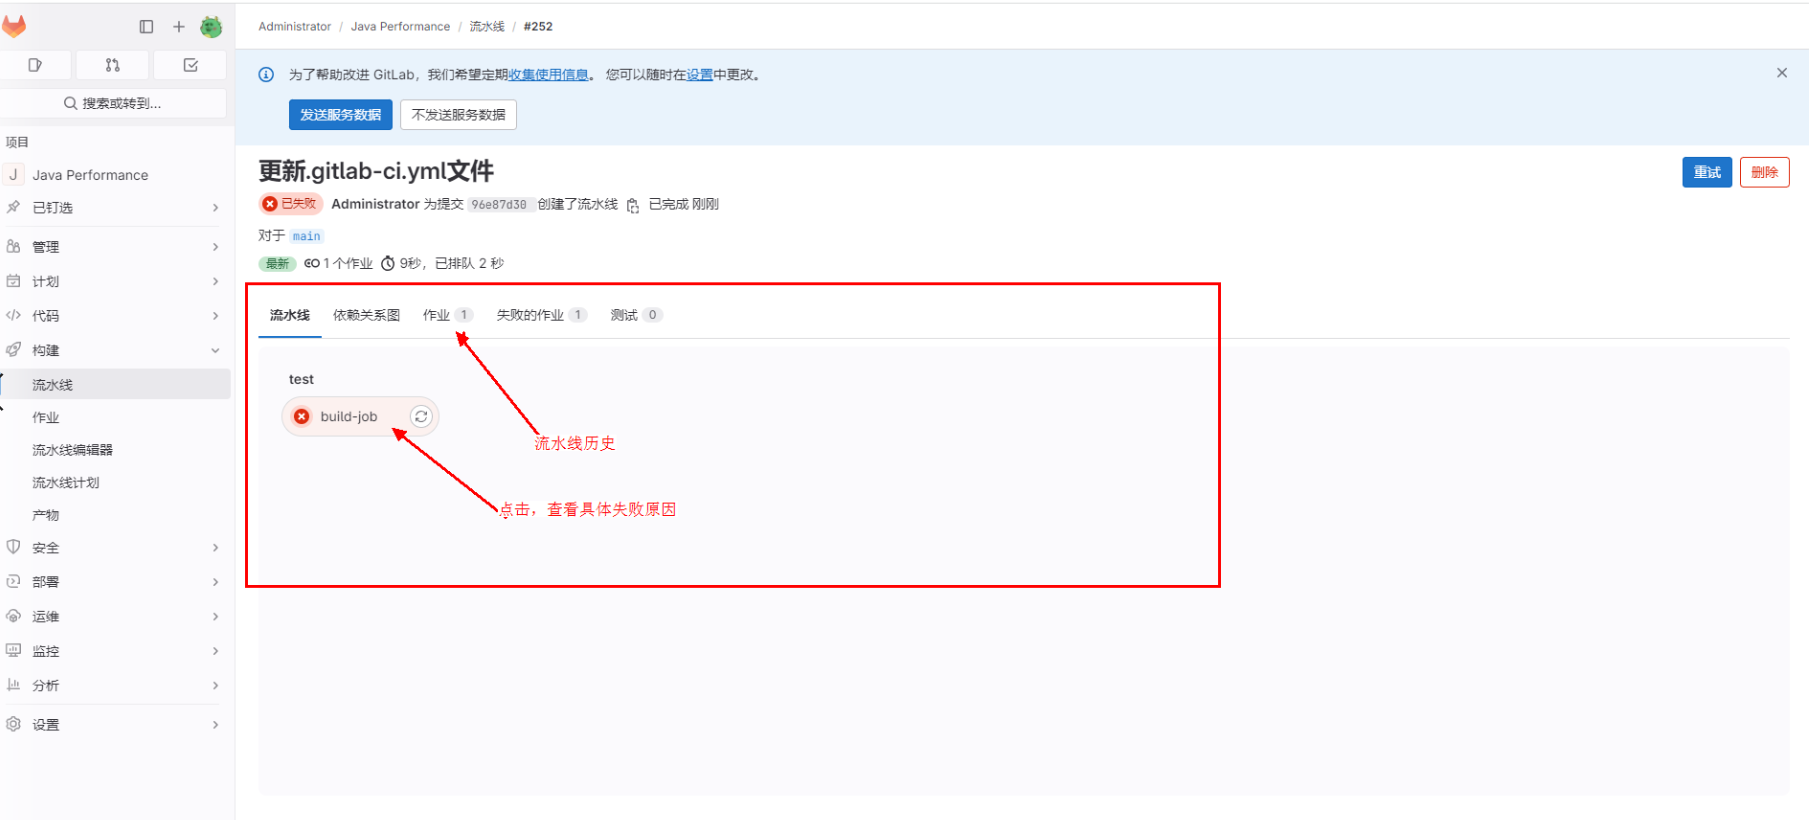 Administrator / Java Performance / 流水线 / #252
为了帮助改进 GitLab，我们希望定期收集使用信息。 您可以随时在设置中更改。
发送服务数据 不发送服务数据
搜索或转到...
项目
J Java Performance
已钉选
管理
计划
代码
构建
流水线
作业
流水线编辑器
流水线计划
产物
安全
部署
运维
监控
分析
设置
更新.gitlab-ci.yml文件
重试 删除
已失败 Administrator 为提交 96e87d30 创建了流水线 已完成 刚刚
对于 main
最新 1 个作业 9秒，已排队 2 秒
流水线 依赖关系图 作业 1 失败的作业 1 测试 0
test
build-job
流水线历史
点击，查看具体失败原因